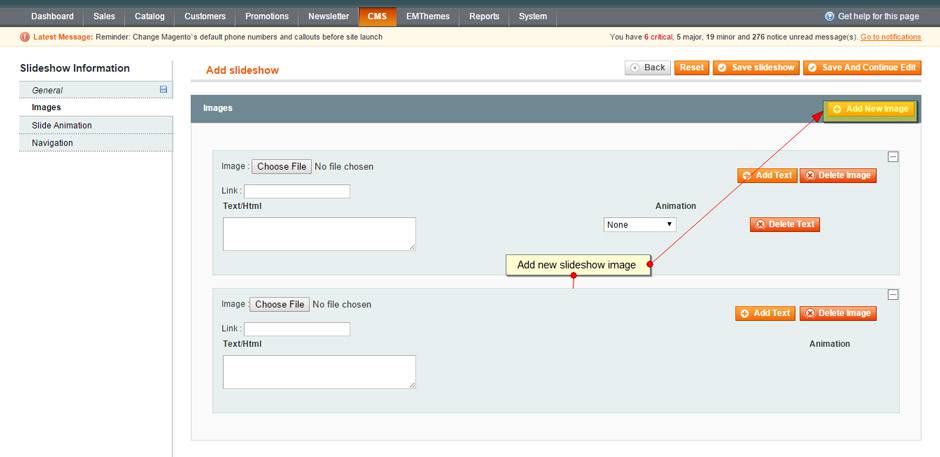 Dashboard Sales Catalog Customers Promotions Newsletter CMS EMThemes Reports System Get help for this page
Latest Message: Reminder: Change Magento`s default phone numbers and callouts before site launch You have 6 critical, 5 major, 19 minor and 276 notice unread message(s). Go to notifications
Slideshow Information
General
Images
Slide Animation
Navigation
Add slideshow
Back Reset Save slideshow Save And Continue Edit
Images Add New Image
Image : Choose File No file chosen Add Text Delete Image
Link :
Text/Html Animation
None Delete Text
Add new slideshow image
Image : Choose File No file chosen Add Text Delete Image
Link :
Text/Html Animation